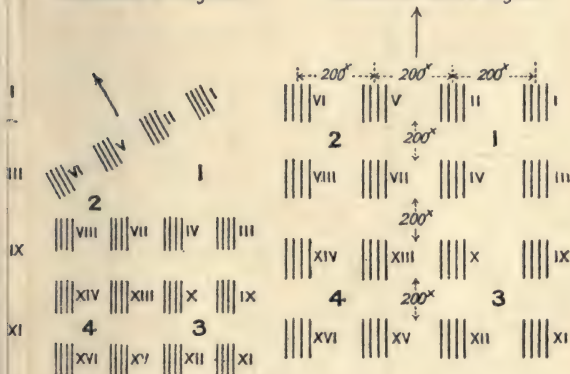 200ˣ 200ˣ 200ˣ
VI V II I
2 200ˣ 1
VIII VII IV III
200ˣ
XIV XIII X IX
4 200ˣ 3
XVI XV XII XI
VI V II I
1
2
VIII VII IV III
XIV XIII X IX
4 3
XVI XV XII XI
I
III
IX
XI